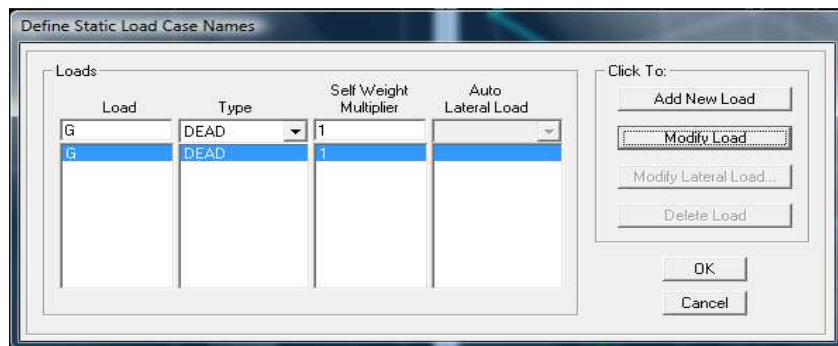 Define Static Load Case Names
Loads
Click To:
Load Type Self Weight Multiplier Auto Lateral Load
G DEAD 1
G DEAD 1
Add New Load
Modify Load
Modify Lateral Load...
Delete Load
OK
Cancel